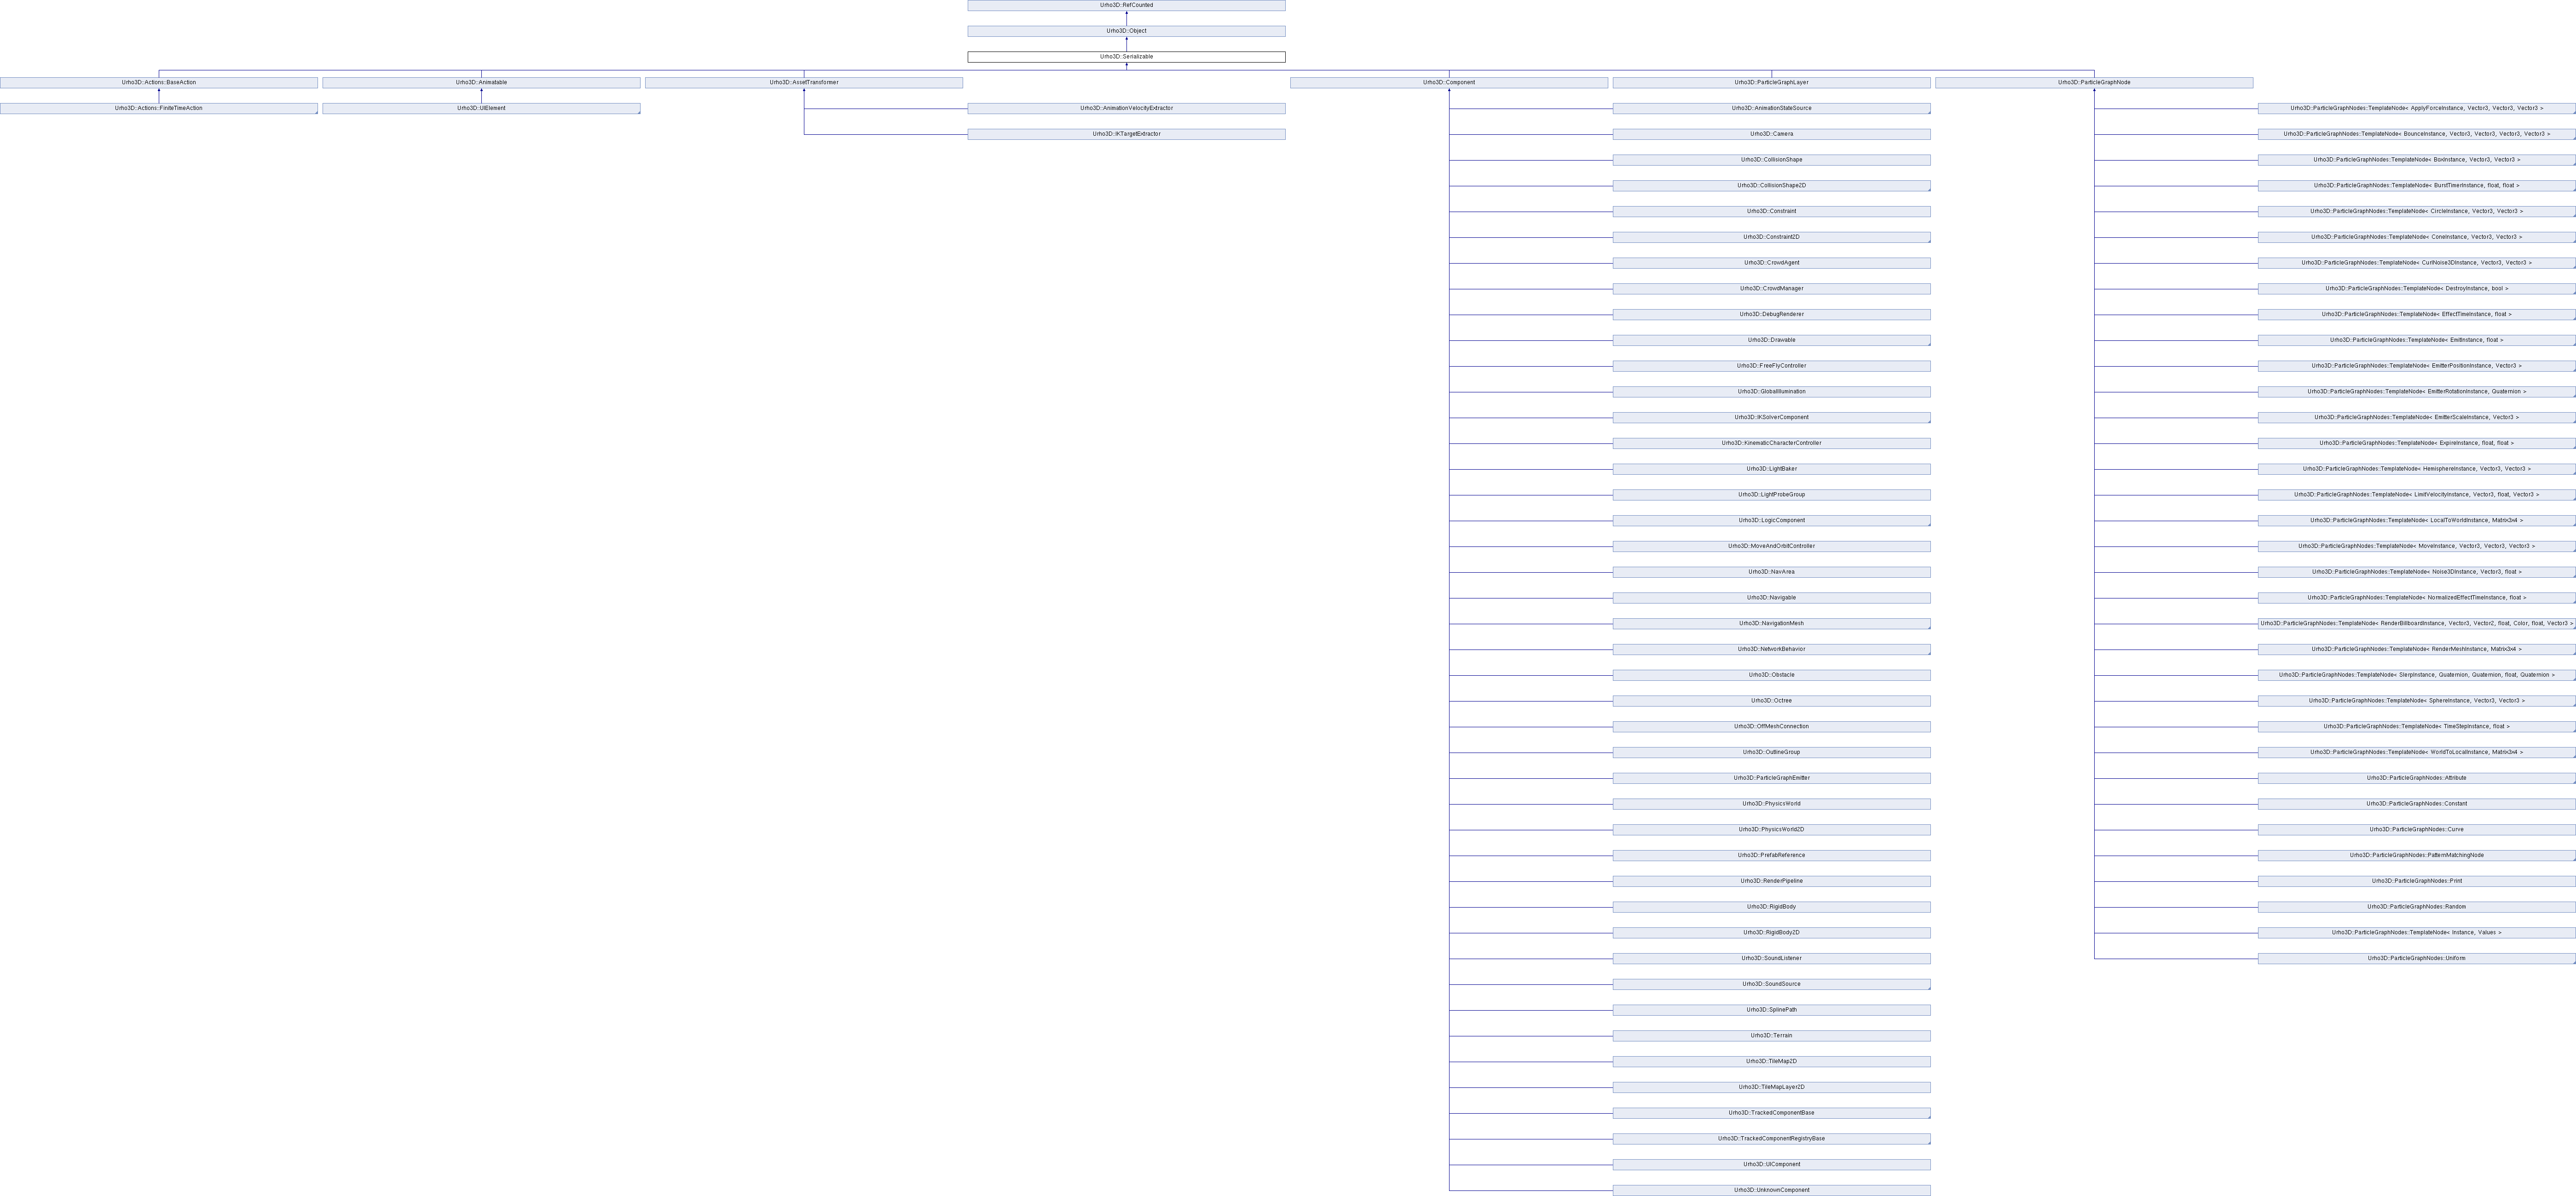 Urho3D::RefCounted
Urho3D::Object
Urho3D::Serializable
Urho3D::Actions::BaseAction
Urho3D::Animatable
Urho3D::AssetTransformer
Urho3D::Component
Urho3D::ParticleGraphLayer
Urho3D::ParticleGraphNode
Urho3D::Actions::FiniteTimeAction
Urho3D::UIElement
Urho3D::AnimationVelocityExtractor
Urho3D::IKTargetExtractor
Urho3D::AnimationStateSource
Urho3D::Camera
Urho3D::CollisionShape
Urho3D::CollisionShape2D
Urho3D::Constraint
Urho3D::Constraint2D
Urho3D::CrowdAgent
Urho3D::CrowdManager
Urho3D::DebugRenderer
Urho3D::Drawable
Urho3D::FreeFlyController
Urho3D::GlobalIllumination
Urho3D::IKSolverComponent
Urho3D::KinematicCharacterController
Urho3D::LightBaker
Urho3D::LightProbeGroup
Urho3D::LogicComponent
Urho3D::MoveAndOrbitController
Urho3D::NavArea
Urho3D::Navigable
Urho3D::NavigationMesh
Urho3D::NetworkBehavior
Urho3D::Obstacle
Urho3D::Octree
Urho3D::OffMeshConnection
Urho3D::OutlineGroup
Urho3D::ParticleGraphEmitter
Urho3D::PhysicsWorld
Urho3D::PhysicsWorld2D
Urho3D::PrefabReference
Urho3D::RenderPipeline
Urho3D::RigidBody
Urho3D::RigidBody2D
Urho3D::SoundListener
Urho3D::SoundSource
Urho3D::SplinePath
Urho3D::Terrain
Urho3D::TileMap2D
Urho3D::TileMapLayer2D
Urho3D::TrackedComponentBase
Urho3D::TrackedComponentRegistryBase
Urho3D::UIComponent
Urho3D::UnknownComponent
Urho3D::ParticleGraphNodes::TemplateNode< ApplyForceInstance, Vector3, Vector3, Vector3 >
Urho3D::ParticleGraphNodes::TemplateNode< BounceInstance, Vector3, Vector3, Vector3, Vector3 >
Urho3D::ParticleGraphNodes::TemplateNode< BoxInstance, Vector3, Vector3 >
Urho3D::ParticleGraphNodes::TemplateNode< BurstTimerInstance, float, float >
Urho3D::ParticleGraphNodes::TemplateNode< CircleInstance, Vector3, Vector3 >
Urho3D::ParticleGraphNodes::TemplateNode< ConeInstance, Vector3, Vector3 >
Urho3D::ParticleGraphNodes::TemplateNode< CurlNoise3DInstance, Vector3, Vector3 >
Urho3D::ParticleGraphNodes::TemplateNode< DestroyInstance, bool >
Urho3D::ParticleGraphNodes::TemplateNode< EffectTimeInstance, float >
Urho3D::ParticleGraphNodes::TemplateNode< EmitInstance, float >
Urho3D::ParticleGraphNodes::TemplateNode< EmitterPositionInstance, Vector3 >
Urho3D::ParticleGraphNodes::TemplateNode< EmitterRotationInstance, Quaternion >
Urho3D::ParticleGraphNodes::TemplateNode< EmitterScaleInstance, Vector3 >
Urho3D::ParticleGraphNodes::TemplateNode< ExpireInstance, float, float >
Urho3D::ParticleGraphNodes::TemplateNode< HemisphereInstance, Vector3, Vector3 >
Urho3D::ParticleGraphNodes::TemplateNode< LimitVelocityInstance, Vector3, float, Vector3 >
Urho3D::ParticleGraphNodes::TemplateNode< LocalToWorldInstance, Matrix3x4 >
Urho3D::ParticleGraphNodes::TemplateNode< MoveInstance, Vector3, Vector3, Vector3 >
Urho3D::ParticleGraphNodes::TemplateNode< Noise3DInstance, Vector3, float >
Urho3D::ParticleGraphNodes::TemplateNode< NormalizedEffectTimeInstance, float >
Urho3D::ParticleGraphNodes::TemplateNode< RenderBillboardInstance, Vector3, Vector2, float, Color, float, Vector3 >
Urho3D::ParticleGraphNodes::TemplateNode< RenderMeshInstance, Matrix3x4 >
Urho3D::ParticleGraphNodes::TemplateNode< SlerpInstance, Quaternion, Quaternion, float, Quaternion >
Urho3D::ParticleGraphNodes::TemplateNode< SphereInstance, Vector3, Vector3 >
Urho3D::ParticleGraphNodes::TemplateNode< TimeStepInstance, float >
Urho3D::ParticleGraphNodes::TemplateNode< WorldToLocalInstance, Matrix3x4 >
Urho3D::ParticleGraphNodes::Attribute
Urho3D::ParticleGraphNodes::Constant
Urho3D::ParticleGraphNodes::Curve
Urho3D::ParticleGraphNodes::PatternMatchingNode
Urho3D::ParticleGraphNodes::Print
Urho3D::ParticleGraphNodes::Random
Urho3D::ParticleGraphNodes::TemplateNode< Instance, Values >
Urho3D::ParticleGraphNodes::Uniform